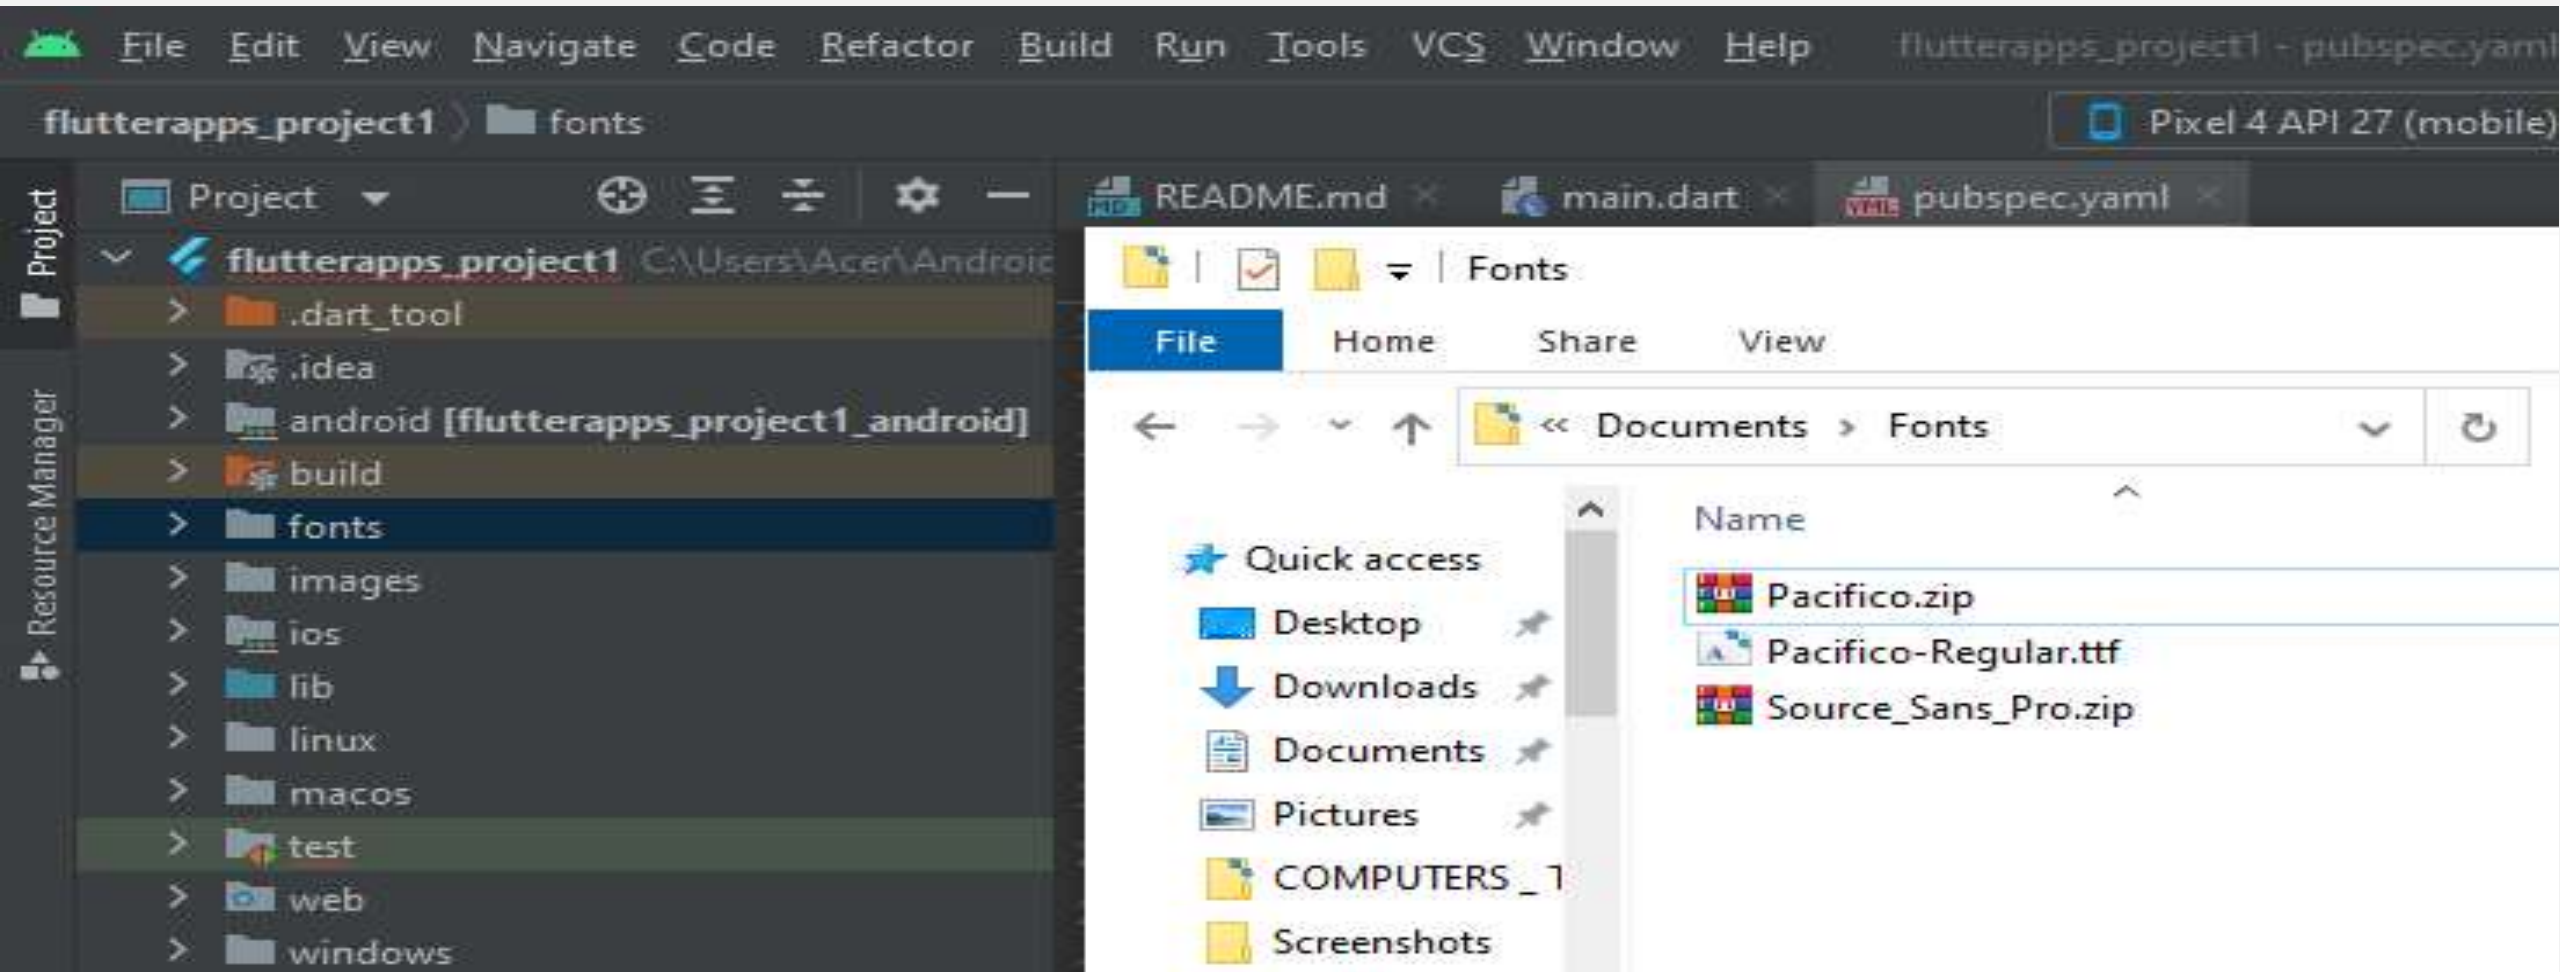 File Edit View Navigate Code Refactor Build Run Tools VCS Window Help flutterapps_project1 - pubspec.yaml
flutterapps_project1 fonts
Pixel 4 API 27 (mobile)
Project
Resource Manager
Project
README.md main.dart pubspec.yaml
flutterapps_project1 C:\Users\Acer\Android
.dart_tool
.idea
android [flutterapps_project1_android]
build
fonts
images
ios
lib
linux
macos
test
web
windows
Fonts
File Home Share View
« Documents > Fonts
Quick access
Desktop
Downloads
Documents
Pictures
COMPUTERS _
Screenshots
Name
Pacifico.zip
Pacifico-Regular.ttf
Source_Sans_Pro.zip